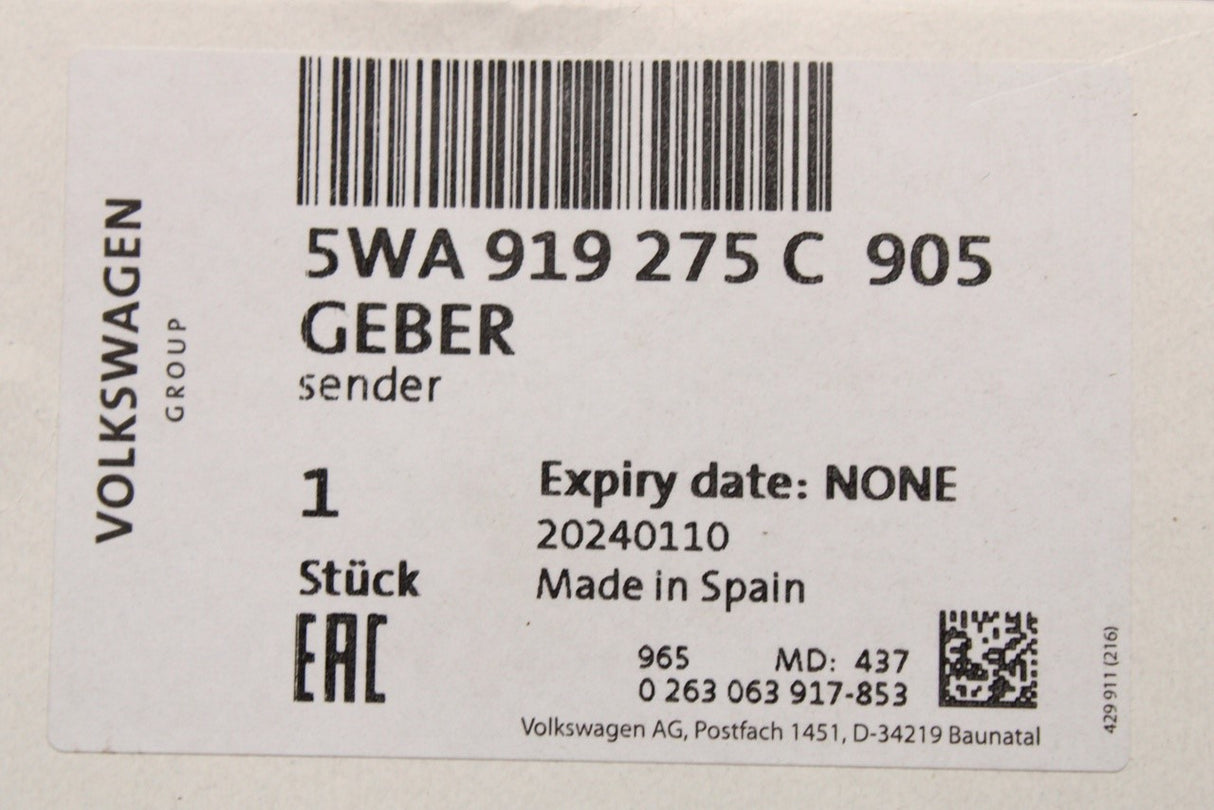 VOLKSWAGEN
GROUP
5WA 919 275 C 905
GEBER
sender
1
Stück
EAC
Expiry date: NONE
20240110
Made in Spain
965 MD: 437
0 263 063 917-853
Volkswagen AG, Postfach 1451, D-34219 Baunatal
429 911 (216)